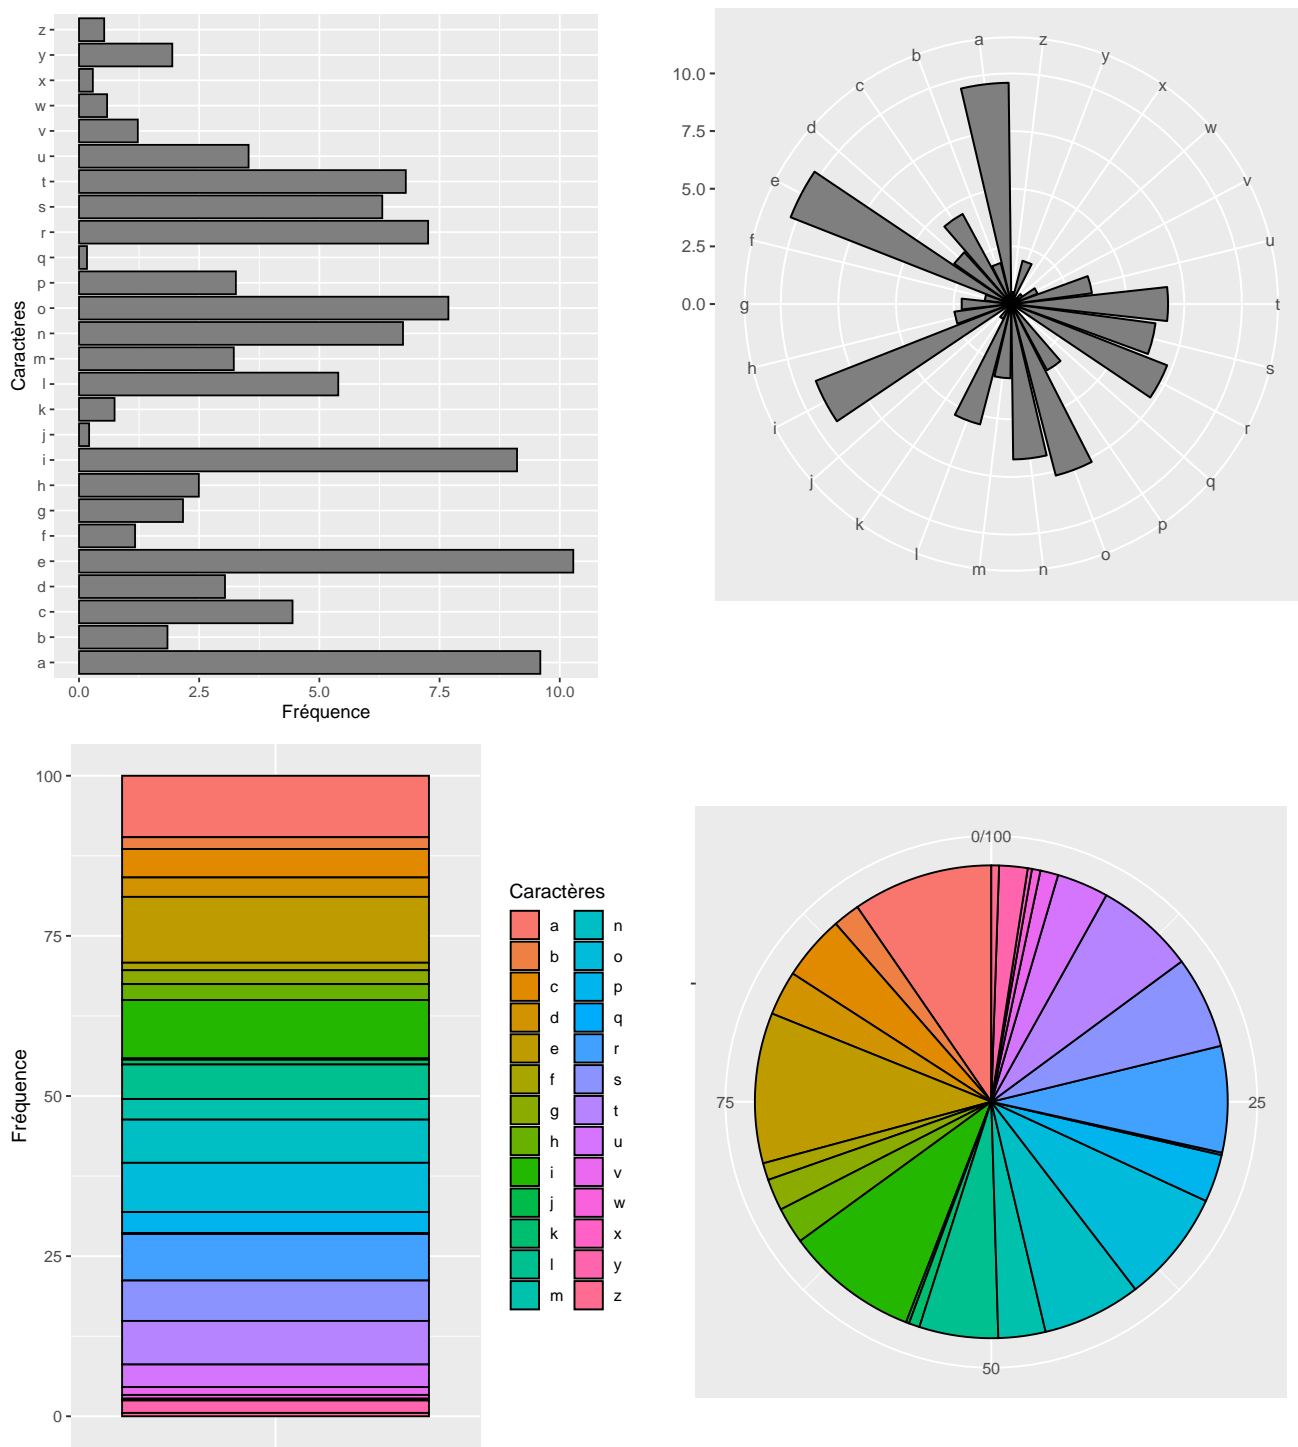 z
y
x
w
v
u
t
s
r
q
p
o
n
m
l
k
j
i
h
g
f
e
d
c
b
a
Caractères
0.0 2.5 5.0 7.5 10.0
Fréquence
10.0
7.5
5.0
2.5
0.0
a
z
b
y
c
x
d
w
e
v
f
u
g
t
h
s
i
r
j
q
k
p
l
o
m
n
100
75
50
25
0
Fréquence
Caractères
a n
b o
c p
d q
e r
f s
g t
h u
i v
j w
k x
l y
m z
0/100
75
25
50